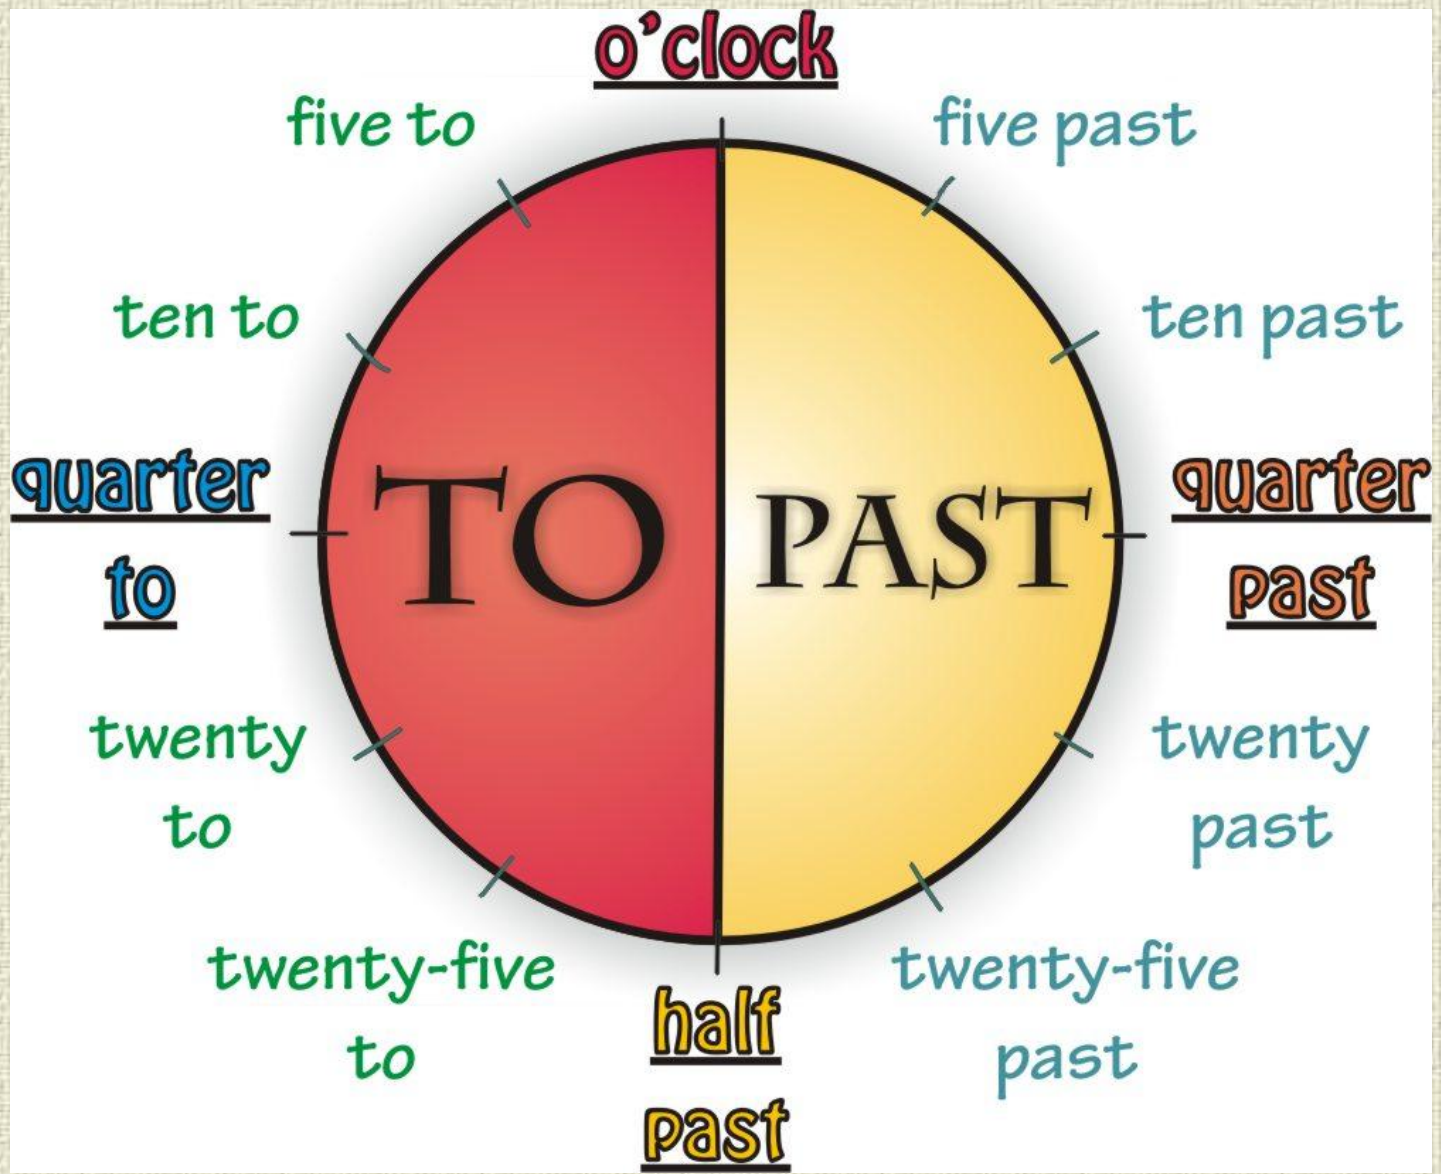 o'clock
five to
five past
ten to
ten past
quarter
to
TO
PAST
quarter
past
twenty
to
twenty
past
twenty-five
to
half
past
twenty-five
past